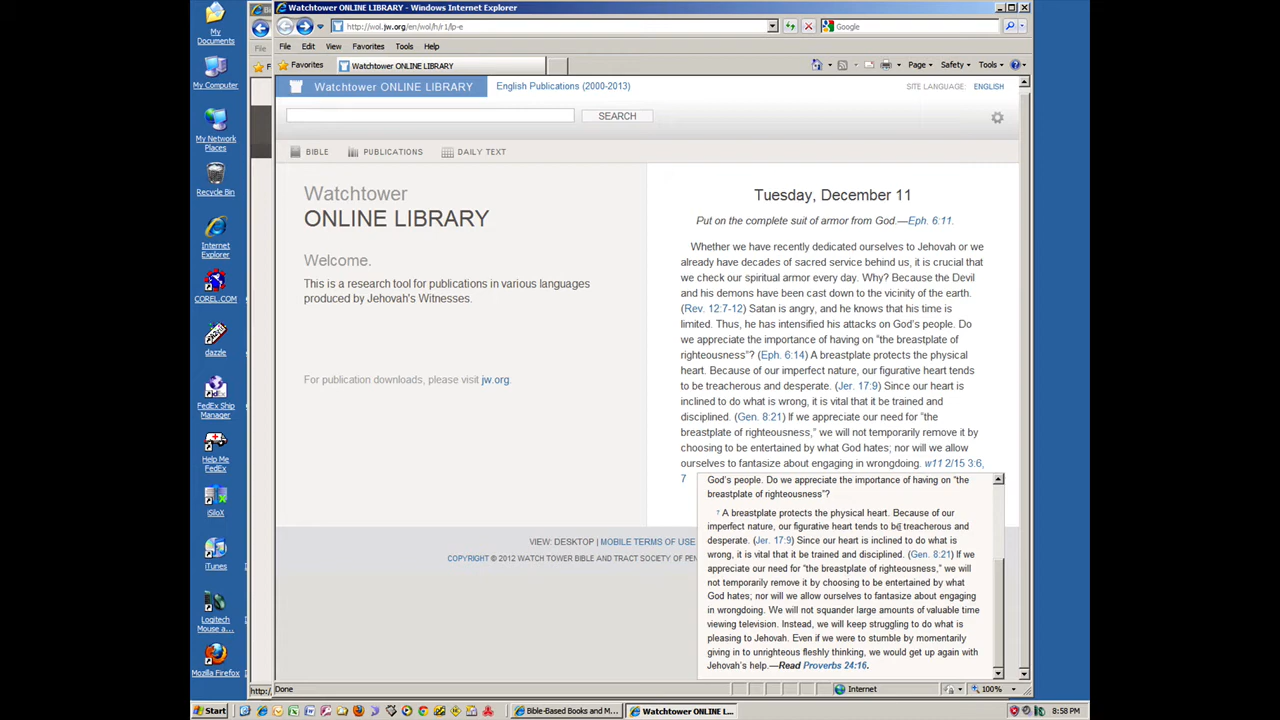 Watchtower ONLINE LIBRARY - Windows Internet Explorer
http://wol.jw.org/en/wol/h/r1/lp-e
Google
File Edit View Favorites Tools Help
Favorites
Watchtower ONLINE LIBRARY
Page Safety Tools
Watchtower ONLINE LIBRARY
English Publications (2000-2013)
SITE LANGUAGE: ENGLISH
SEARCH
BIBLE PUBLICATIONS DAILY TEXT
Watchtower
ONLINE LIBRARY
Welcome.
This is a research tool for publications in various languages
produced by Jehovah's Witnesses.
For publication downloads, please visit jw.org.
Tuesday, December 11
Put on the complete suit of armor from God.—Eph. 6:11.
Whether we have recently dedicated ourselves to Jehovah or we
already have decades of sacred service behind us, it is crucial that
we check our spiritual armor every day. Why? Because the Devil
and his demons have been cast down to the vicinity of the earth.
(Rev. 12:7-12) Satan is angry, and he knows that his time is
limited. Thus, he has intensified his attacks on God's people. Do
we appreciate the importance of having on “the breastplate of
righteousness”? (Eph. 6:14) A breastplate protects the physical
heart. Because of our imperfect nature, our figurative heart tends
to be treacherous and desperate. (Jer. 17:9) Since our heart is
inclined to do what is wrong, it is vital that it be trained and
disciplined. (Gen. 8:21) If we appreciate our need for “the
breastplate of righteousness,” we will not temporarily remove it by
choosing to be entertained by what God hates; nor will we allow
ourselves to fantasize about engaging in wrongdoing. w11 2/15 3:6,
7
God's people. Do we appreciate the importance of having on “the
breastplate of righteousness”?
7 A breastplate protects the physical heart. Because of our
imperfect nature, our figurative heart tends to be treacherous and
desperate. (Jer. 17:9) Since our heart is inclined to do what is
wrong, it is vital that it be trained and disciplined. (Gen. 8:21) If we
appreciate our need for “the breastplate of righteousness,” we will
not temporarily remove it by choosing to be entertained by what
God hates; nor will we allow ourselves to fantasize about engaging
in wrongdoing. We will not squander large amounts of valuable time
viewing television. Instead, we will keep struggling to do what is
pleasing to Jehovah. Even if we were to stumble by momentarily
giving in to unrighteous fleshly thinking, we would get up again with
Jehovah's help.—Read Proverbs 24:16.
VIEW: DESKTOP | MOBILE TERMS OF USE
COPYRIGHT © 2012 WATCH TOWER BIBLE AND TRACT SOCIETY OF PEN
My
Documents
My Computer
My Network
Places
Recycle Bin
Internet
Explorer
COREL.COM
dazzle
FedEx Ship
Manager
Help Me
FedEx
iSiloX
iTunes
Logitech
Mouse a...
Mozilla Firefox
File
http:/
Done
Internet
100%
Start
Bible-Based Books and M...
Watchtower ONLINE L...
8:58 PM